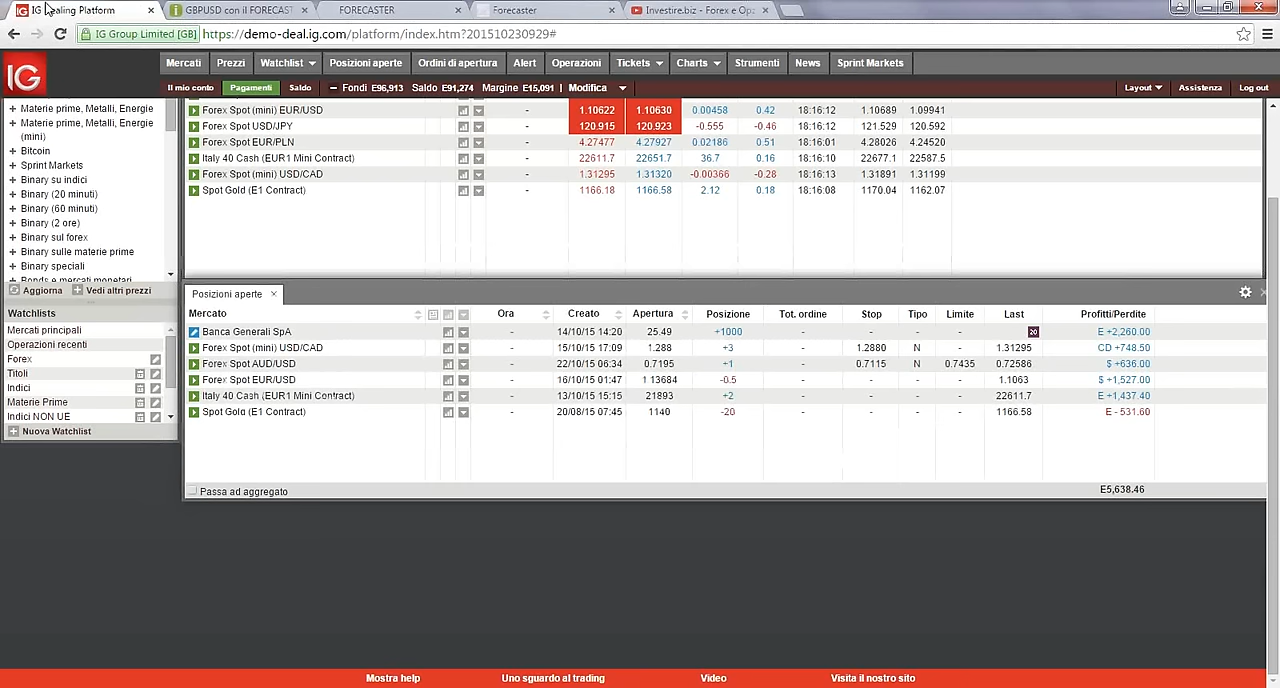 IG Dealing Platform
GBPUSD con il FORECAST
FORECASTER
Forecaster
Investire.biz - Forex e Op
IG Group Limited [GB]
https://demo-deal.ig.com/platform/index.htm?201510230929#
IG
Mercati Prezzi Watchlist Posizioni aperte Ordini di apertura Alert Operazioni Tickets Charts Strumenti News Sprint Markets
Il mio conto Pagamenti Saldo Fondi E96,913 Saldo E91,274 Margine E15,091 Modifica Layout Assistenza Log out
+ Materie prime, Metalli, Energie
+ Materie prime, Metalli, Energie
(mini)
+ Bitcoin
+ Sprint Markets
+ Binary su indici
+ Binary (20 minuti)
+ Binary (60 minuti)
+ Binary (2 ore)
+ Binary sul forex
+ Binary sulle materie prime
+ Binary speciali
+ Bonds e mercati monetari
Aggiorna Vedi altri prezzi
Watchlists
Mercati principali
Operazioni recenti
Forex
Titoli
Indici
Materie Prime
Indici NON UE
Nuova Watchlist
Forex Spot (mini) EUR/USD - 1.10622 1.10630 0.00458 0.42 18:16:12 1.10689 1.09941
Forex Spot USD/JPY - 120.915 120.923 -0.555 -0.46 18:16:12 121.529 120.592
Forex Spot EUR/PLN - 4.27477 4.27927 0.02186 0.51 18:16:01 4.28026 4.24520
Italy 40 Cash (EUR1 Mini Contract) - 22611.7 22651.7 36.7 0.16 18:16:10 22677.1 22587.5
Forex Spot (mini) USD/CAD - 1.31295 1.31320 -0.00366 -0.28 18:16:13 1.31891 1.31199
Spot Gold (E1 Contract) - 1166.18 1166.58 2.12 0.18 18:16:08 1170.04 1162.07
Posizioni aperte
Mercato Ora Creato Apertura Posizione Tot. ordine Stop Tipo Limite Last Profitti/Perdite
Banca Generali SpA - 14/10/15 14:20 25.49 +1000 - - - - 20 E +2,260.00
Forex Spot (mini) USD/CAD - 15/10/15 17:09 1.288 +3 - 1.2880 N - 1.31295 CD +748.50
Forex Spot AUD/USD - 22/10/15 06:34 0.7195 +1 - 0.7115 N 0.7435 0.72586 $ +636.00
Forex Spot EUR/USD - 16/10/15 01:47 1 13684 -0.5 - - - - 1.1063 $ +1,527.00
Italy 40 Cash (EUR1 Mini Contract) - 13/10/15 15:15 21893 +2 - - - - 22611.7 E +1,437.40
Spot Gold (E1 Contract) - 20/08/15 07:45 1140 -20 - - - - 1166.58 E - 531.60
Passa ad aggregato E5,638.46
Mostra help Uno sguardo al trading Video Visita il nostro sito